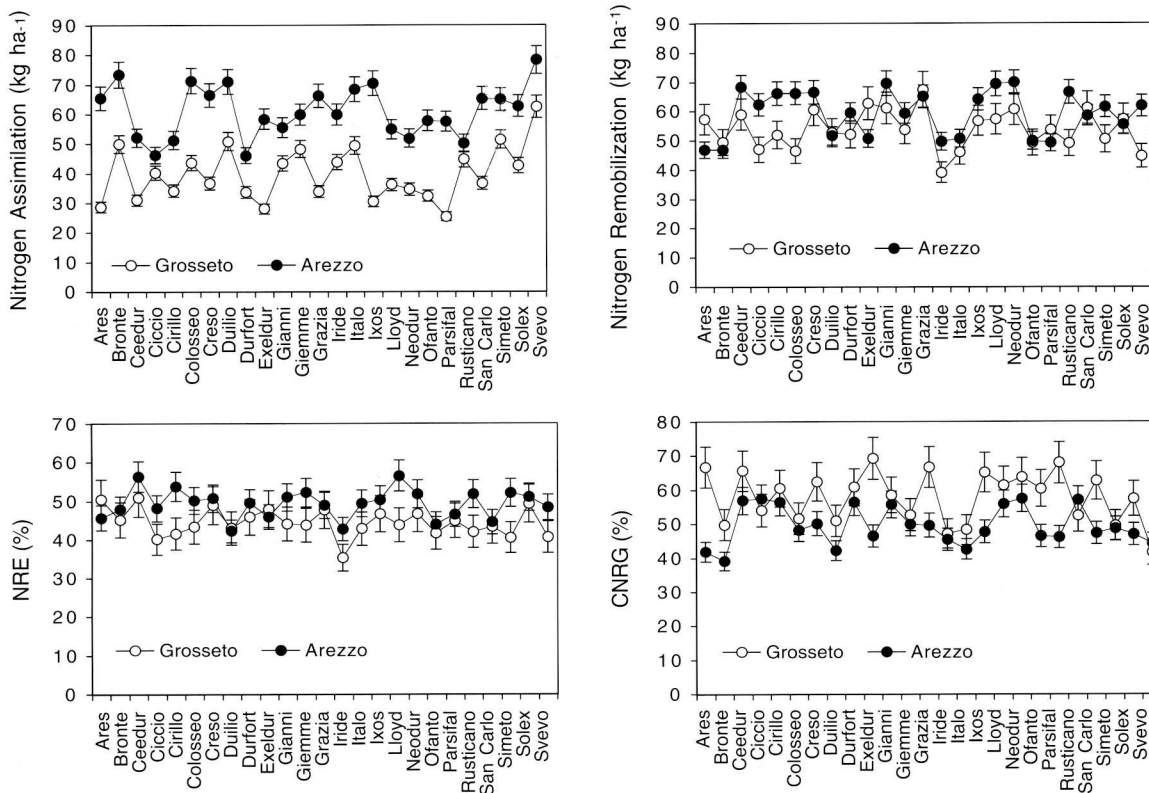 Nitrogen Assimilation (kg ha-1)
90
80
70
60
50
40
30
20
10
0
Grosseto
Arezzo
Ares
Bronte
Ceedur
Ciccio
Cirillo
Colosseo
Creso
Duilio
Durfort
Exeldur
Gianni
Giemme
Grazia
Iride
Italo
Ixos
Lloyd
Neodur
Ofanto
Parsifal
Rusticano
San Carlo
Simeto
Solex
Svevo
Nitrogen Remobilization (kg ha-1)
90
80
70
60
50
40
30
20
10
0
Grosseto
Arezzo
Ares
Bronte
Ceedur
Ciccio
Cirillo
Colosseo
Creso
Duilio
Durfort
Exeldur
Gianni
Giemme
Grazia
Iride
Italo
Ixos
Lloyd
Neodur
Ofanto
Parsifal
Rusticano
San Carlo
Simeto
Solex
Svevo
NRE (%)
70
60
50
40
30
20
10
0
Grosseto
Arezzo
Ares
Bronte
Ceedur
Ciccio
Cirillo
Colosseo
Creso
Duilio
Durfort
Exeldur
Gianni
Giemme
Grazia
Iride
Italo
Ixos
Lloyd
Neodur
Ofanto
Parsifal
Rusticano
San Carlo
Simeto
Solex
Svevo
CNRG (%)
80
70
60
50
40
30
20
10
0
Grosseto
Arezzo
Ares
Bronte
Ceedur
Ciccio
Cirillo
Colosseo
Creso
Duilio
Durfort
Exeldur
Gianni
Giemme
Grazia
Iride
Italo
Ixos
Lloyd
Neodur
Ofanto
Parsifal
Rusticano
San Carlo
Simeto
Solex
Svevo